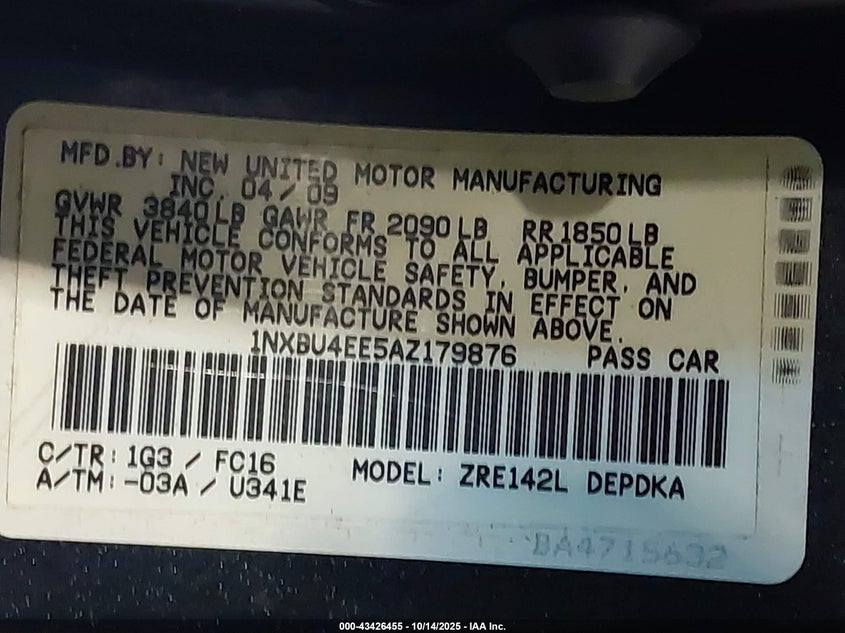 MFD.BY: NEW UNITED MOTOR MANUFACTURING
INC. 04/09
GVWR 3840LB GAWR FR 2090LB RR 1850LB
THIS VEHICLE CONFORMS TO ALL APPLICABLE
FEDERAL MOTOR VEHICLE SAFETY, BUMPER, AND
THEFT PREVENTION STANDARDS IN EFFECT ON
THE DATE OF MANUFACTURE SHOWN ABOVE.
1NXBU4EE5AZ179876 PASS CAR
C/TR: 1G3 / FC16
A/TM: -03A / U341E
MODEL: ZRE142L DEPDKA
BA4715632
000-43426455 - 10/14/2025 - IAA Inc.